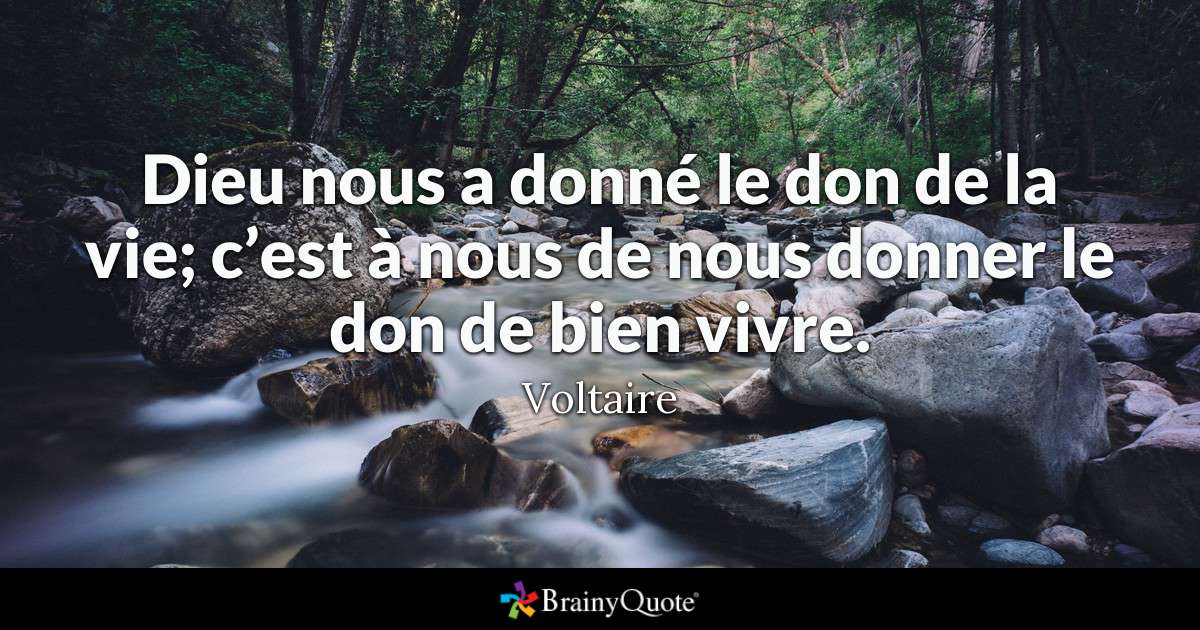 Dieu nous a donné le don de la
vie; c’est à nous de nous donner le
don de bien vivre.
Voltaire
BrainyQuote®